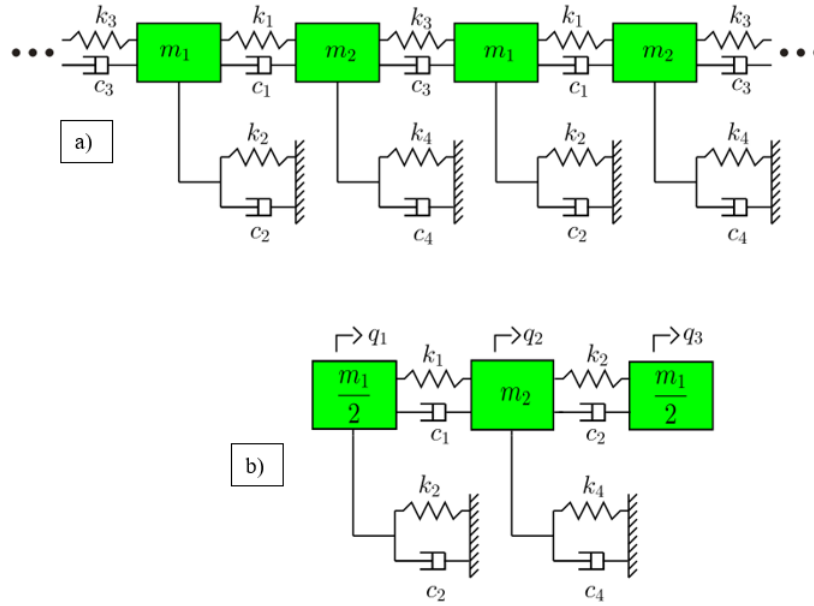 k₃ k₁ k₃ k₁ k₃
••• m₁ m₂ m₁ m₂ •••
c₃ c₁ c₃ c₁ c₃
a)
k₂ k₄ k₂ k₄
c₂ c₄ c₂ c₄
q₁ q₂ q₃
k₁ k₂
m₁/2 m₂ m₁/2
c₁ c₂
b)
k₂ k₄
c₂ c₄